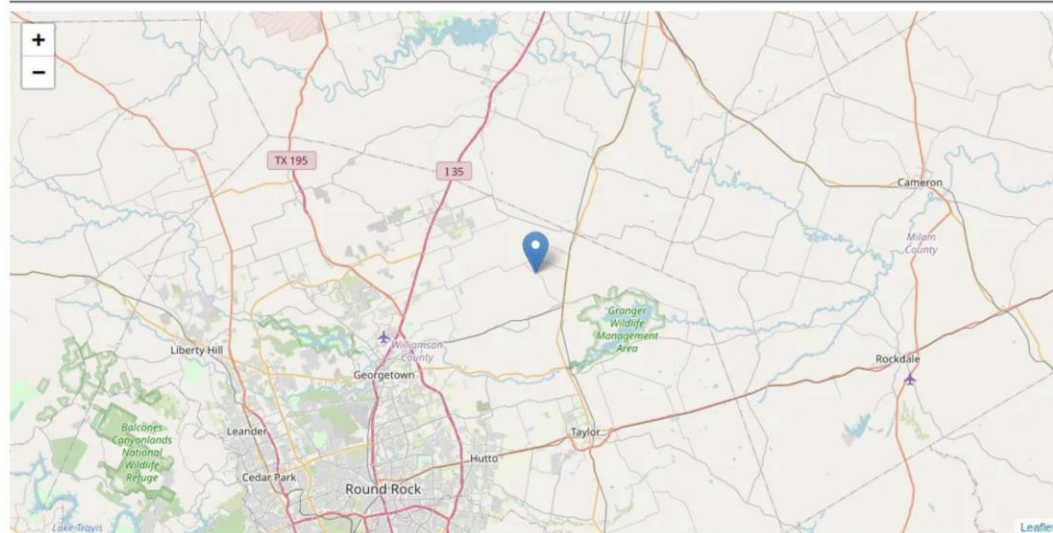 +
−
TX 195
I 35
Cameron
Milam
County
Granger
Wildlife
Management
Area
Williamson
County
Liberty Hill
Georgetown
Rockdale
Balcones
Canyonlands
National
Wildlife
Refuge
Leander
Taylor
Hutto
Cedar Park
Round Rock
Lake Travis
Leaflet